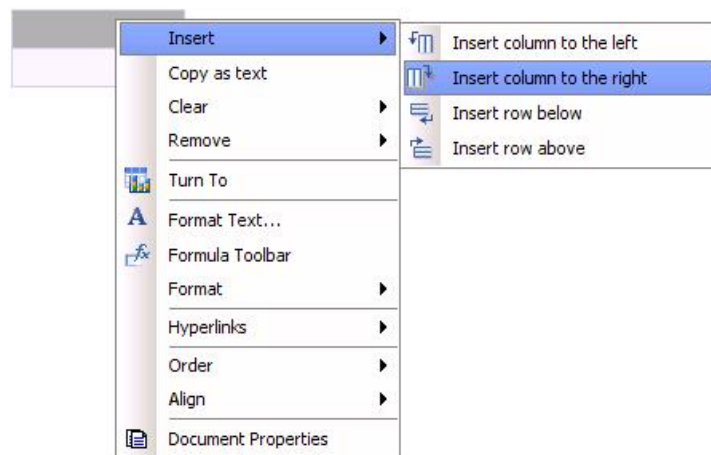 Insert
Copy as text
Clear
Remove
Turn To
Format Text...
Formula Toolbar
Format
Hyperlinks
Order
Align
Document Properties
Insert column to the left
Insert column to the right
Insert row below
Insert row above